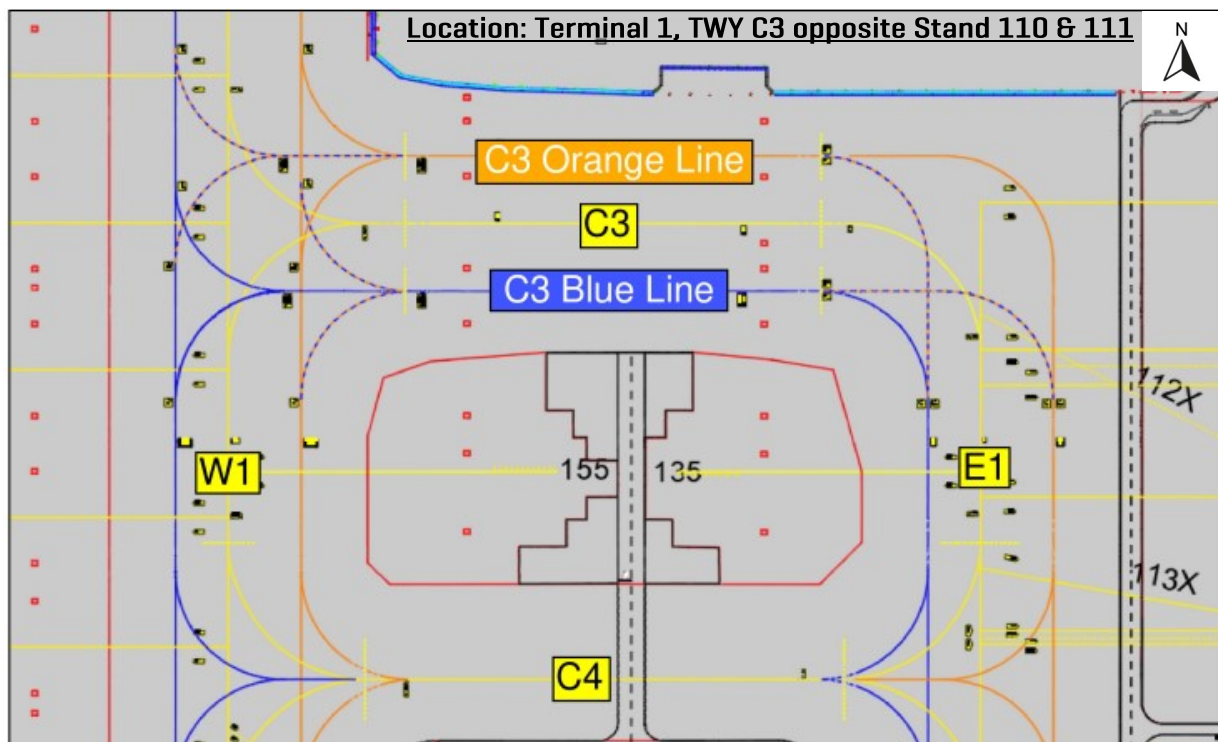 Location: Terminal 1, TWY C3 opposite Stand 110 & 111
N
C3 Orange Line
C3
C3 Blue Line
112X
W1
155
135
E1
113X
C4